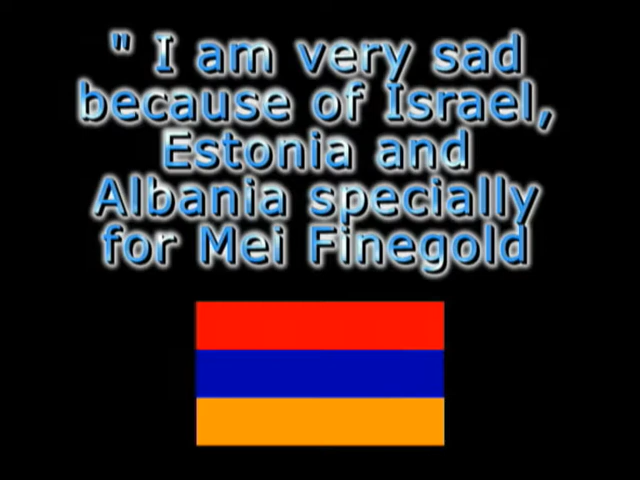 " I am very sad
because of Israel,
Estonia and
Albania specially
for Mei Finegold